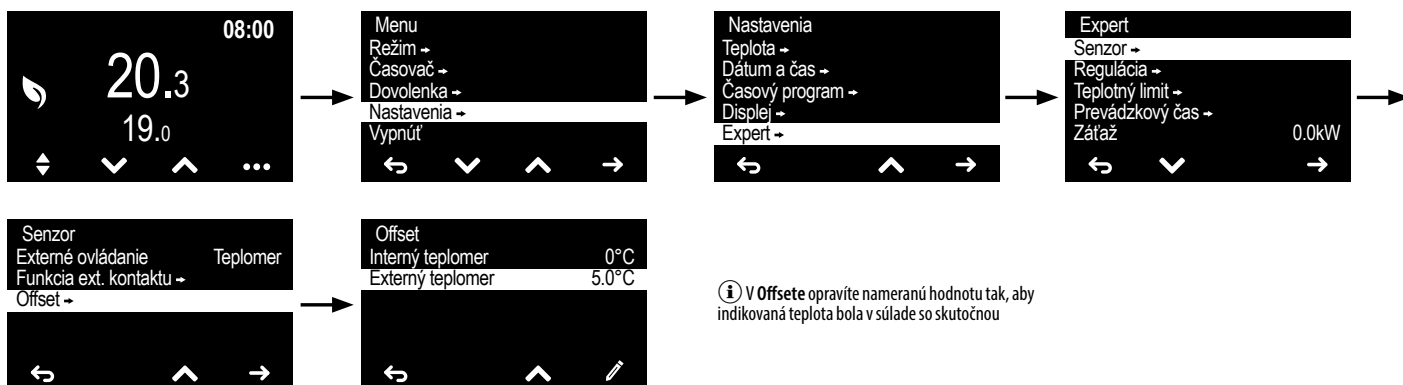 08:00
20.3
19.0
Menu
Režim
Časovač
Dovolenka
Nastavenia
Vypnúť
Nastavenia
Teplota
Dátum a čas
Časový program
Displej
Expert
Expert
Senzor
Regulácia
Teplotný limit
Prevádzkový čas
Záťaž 0.0kW
Senzor
Externé ovládanie Teplomer
Funkcia ext. kontaktu
Offset
Offset
Interný teplomer 0°C
Externý teplomer 5.0°C
V Offsete opravíte nameranú hodnotu tak, aby
indikovaná teplota bola v súlade so skutočnou